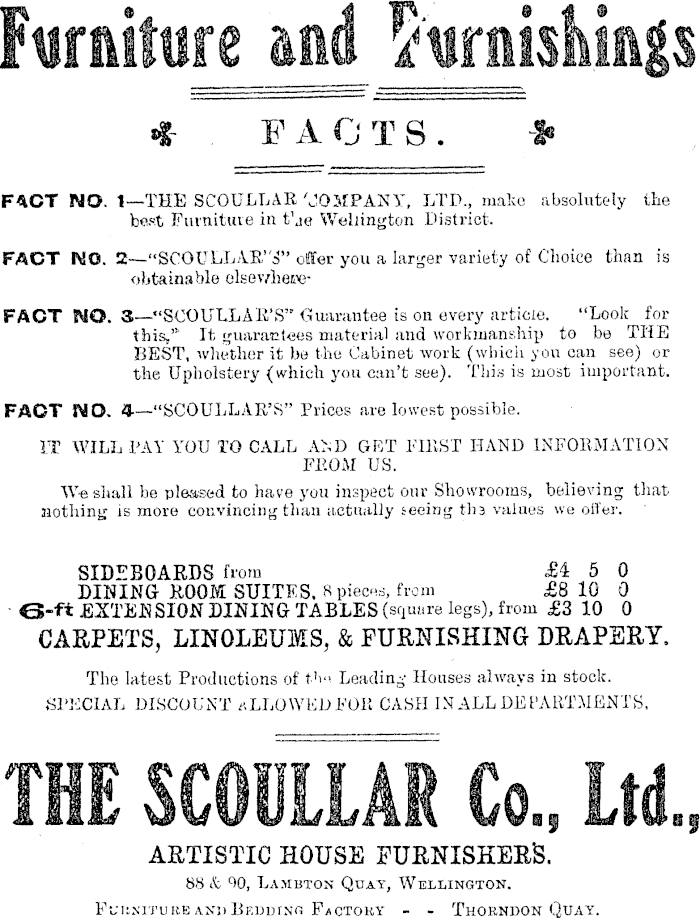 Furniture and Furnishings
FACTS.
FACT NO. 1—THE SCOULLAR COMPANY, LTD., make absolutely the
best Furniture in the Wellington District.
FACT NO. 2—“SCOULLAR'S” offer you a larger variety of Choice than is
obtainable elsewhere.
FACT NO. 3—“SCOULLAR'S” Guarantee is on every article. “Look for
this,” It guarantees material and workmanship to be THE
BEST, whether it be the Cabinet work (which you can see) or
the Upholstery (which you can't see). This is most important.
FACT NO. 4—“SCOULLAR'S” Prices are lowest possible.
IT WILL PAY YOU TO CALL AND GET FIRST HAND INFORMATION
FROM US.
We shall be pleased to have you inspect our Showrooms, believing that
nothing is more convincing than actually seeing the values we offer.
SIDEBOARDS from £4 5 0
DINING ROOM SUITES, 8 pieces, from £8 10 0
6-ft EXTENSION DINING TABLES (square legs), from £3 10 0
CARPETS, LINOLEUMS, & FURNISHING DRAPERY.
The latest Productions of the Leading Houses always in stock.
SPECIAL DISCOUNT ALLOWED FOR CASH IN ALL DEPARTMENTS.
THE SCOULLAR Co., Ltd.,
ARTISTIC HOUSE FURNISHERS.
88 & 90, LAMBTON QUAY, WELLINGTON.
FURNITURE AND BEDDING FACTORY - - THORNDON QUAY.